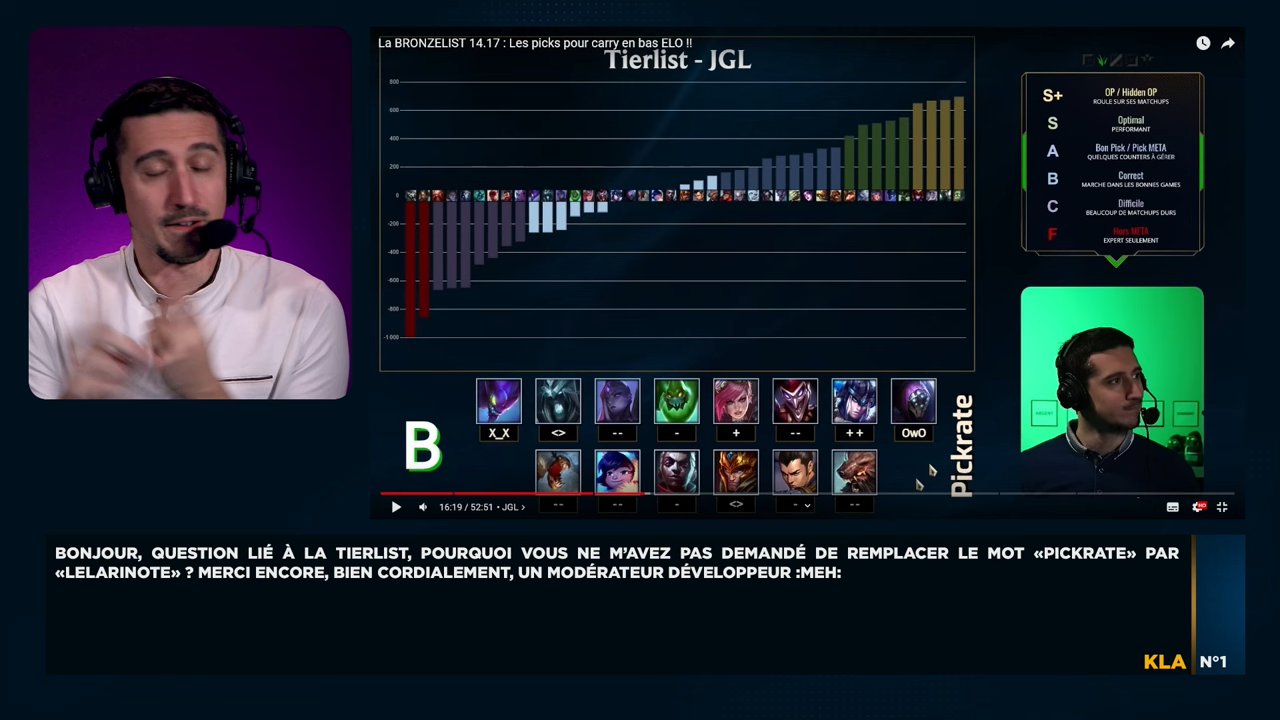 La BRONZELIST 14.17 : Les picks pour carry en bas ELO !!
Tierlist - JGL
800
600
400
200
0
-200
-400
-600
-800
-1 000
S+ OP / Hidden OP
ROULE SUR SES MATCHUPS
S Optimal
PERFORMANT
A Bon Pick / Pick META
QUELQUES COUNTERS À GÉRER
B Correct
MARCHE DANS LES BONNES GAMES
C Difficile
BEAUCOUP DE MATCHUPS DURS
F Hors META
EXPERT SEULEMENT
B
X_X <> -- - + -- ++ OwO
-- -- - <> - --
Pickrate
16:19 / 52:51 • JGL >
HD
BONJOUR, QUESTION LIÉ À LA TIERLIST, POURQUOI VOUS NE M'AVEZ PAS DEMANDÉ DE REMPLACER LE MOT «PICKRATE» PAR
«LELARINOTE» ? MERCI ENCORE, BIEN CORDIALEMENT, UN MODÉRATEUR DÉVELOPPEUR :MEH:
KLA N°1